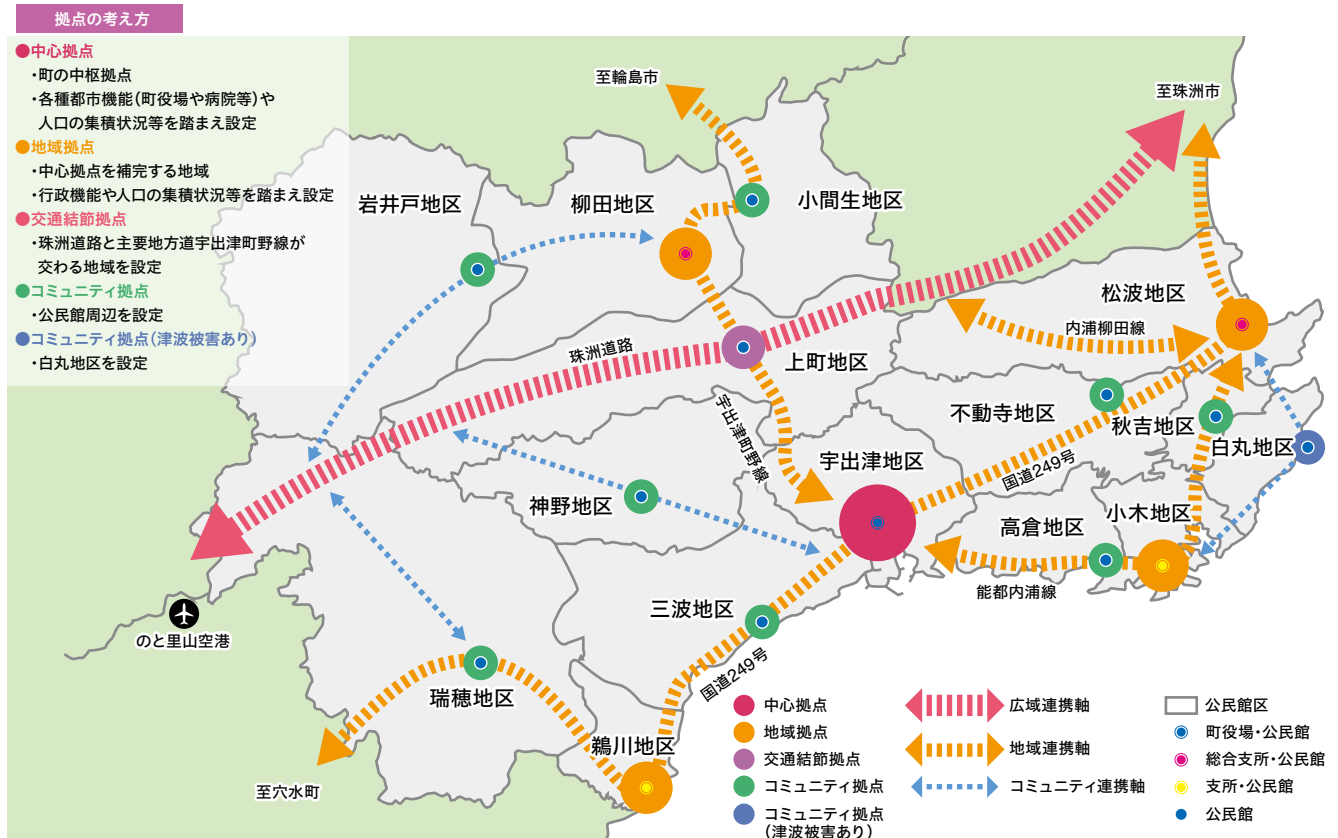 拠点の考え方
●中心拠点
・町の中枢拠点
・各種都市機能（町役場や病院等）や
人口の集積状況等を踏まえ設定
●地域拠点
・中心拠点を補完する地域
・行政機能や人口の集積状況等を踏まえ設定
●交通結節拠点
・珠洲道路と主要地方道宇出津町野線が
交わる地域を設定
●コミュニティ拠点
・公民館周辺を設定
●コミュニティ拠点（津波被害あり）
・白丸地区を設定
至輪島市
至珠洲市
岩井戸地区
柳田地区
小間生地区
松波地区
内浦柳田線
珠洲道路
上町地区
宇出津町野線
不動寺地区
秋吉地区
白丸地区
宇出津地区
国道249号
神野地区
高倉地区
小木地区
能都内浦線
三波地区
のと里山空港
国道249号
瑞穂地区
鵜川地区
至穴水町
中心拠点
地域拠点
交通結節拠点
コミュニティ拠点
コミュニティ拠点
（津波被害あり）
広域連携軸
地域連携軸
コミュニティ連携軸
公民館区
町役場・公民館
総合支所・公民館
支所・公民館
公民館